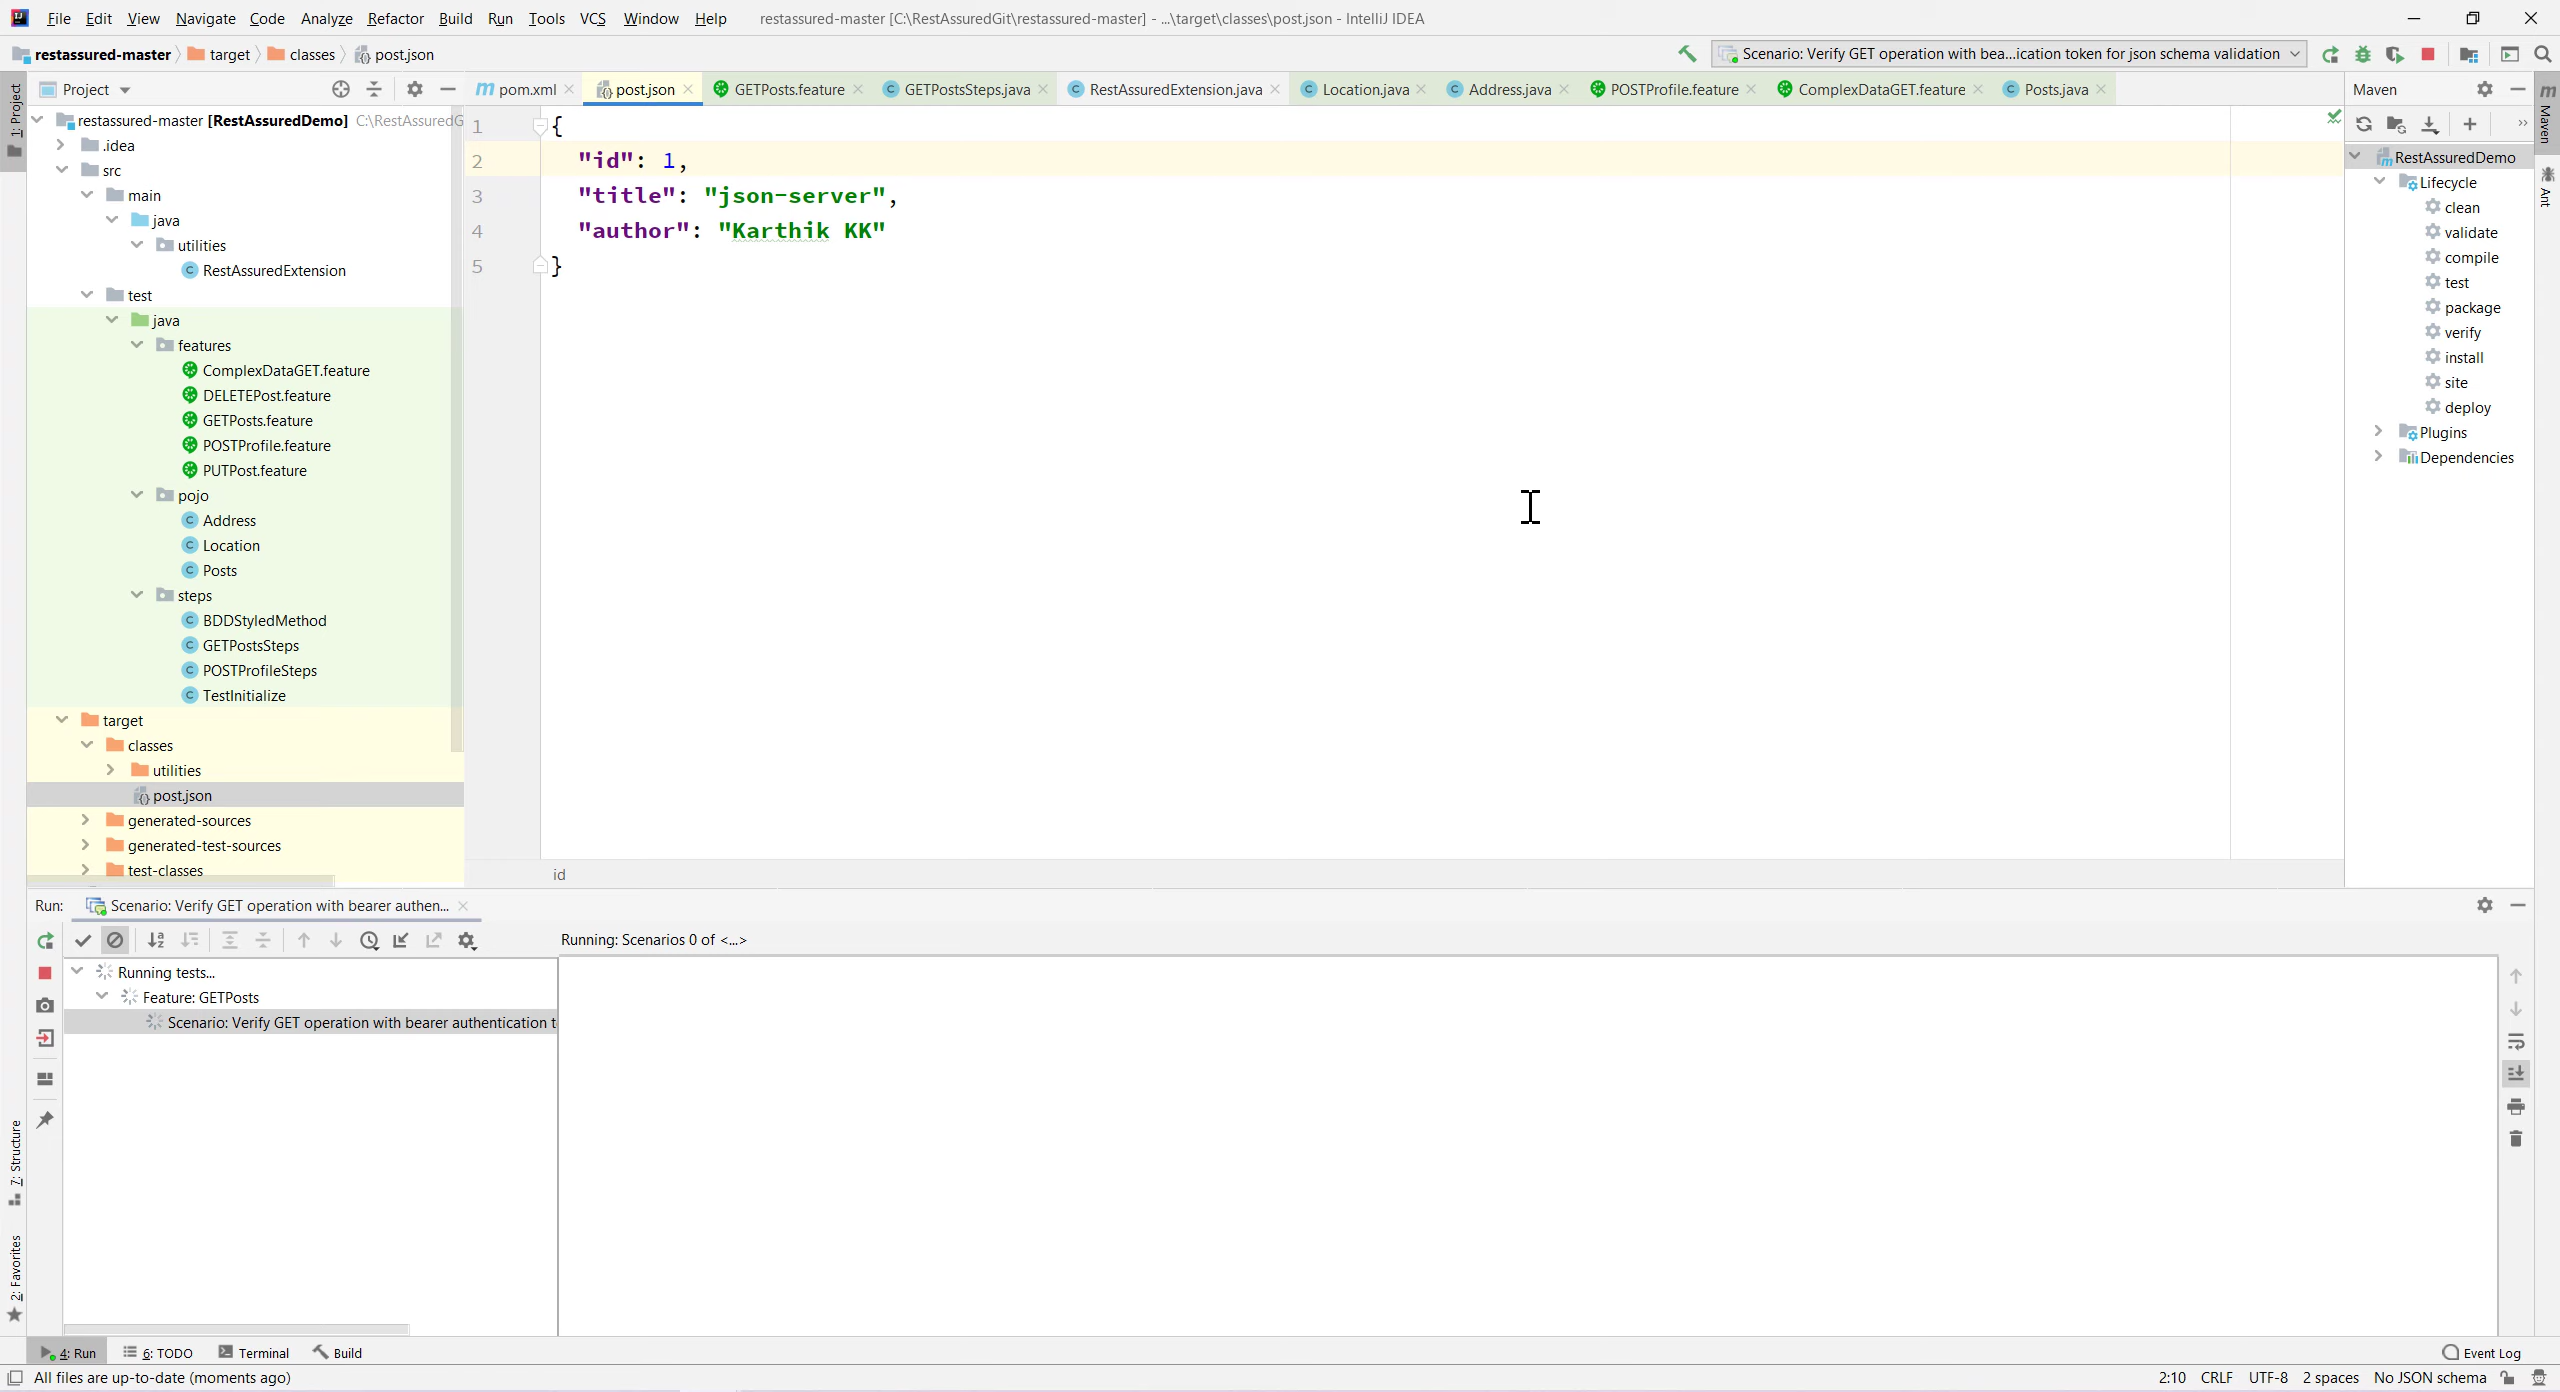 File Edit View Navigate Code Analyze Refactor Build Run Tools VCS Window Help restassured-master [C:\RestAssuredGit\restassured-master] - ...\target\classes\post.json - IntelliJ IDEA
restassured-master target classes post.json Scenario: Verify GET operation with bea...ication token for json schema validation
Project pom.xml post.json GETPosts.feature GETPostsSteps.java RestAssuredExtension.java Location.java Address.java POSTProfile.feature ComplexDataGET.feature Posts.java Maven
1: Project
restassured-master [RestAssuredDemo] C:\RestAssuredG
.idea
src
main
java
utilities
RestAssuredExtension
test
java
features
ComplexDataGET.feature
DELETEPost.feature
GETPosts.feature
POSTProfile.feature
PUTPost.feature
pojo
Address
Location
Posts
steps
BDDStyledMethod
GETPostsSteps
POSTProfileSteps
TestInitialize
target
classes
utilities
post.json
generated-sources
generated-test-sources
test-classes
1 {
2 "id": 1,
3 "title": "json-server",
4 "author": "Karthik KK"
5 }
id
RestAssuredDemo
Lifecycle
clean
validate
compile
test
package
verify
install
site
deploy
Plugins
Dependencies
Maven
Ant
Run: Scenario: Verify GET operation with bearer authen...
Running: Scenarios 0 of <...>
Running tests...
Feature: GETPosts
Scenario: Verify GET operation with bearer authentication t
7: Structure
2: Favorites
4: Run 6: TODO Terminal Build Event Log
All files are up-to-date (moments ago) 2:10 CRLF UTF-8 2 spaces No JSON schema